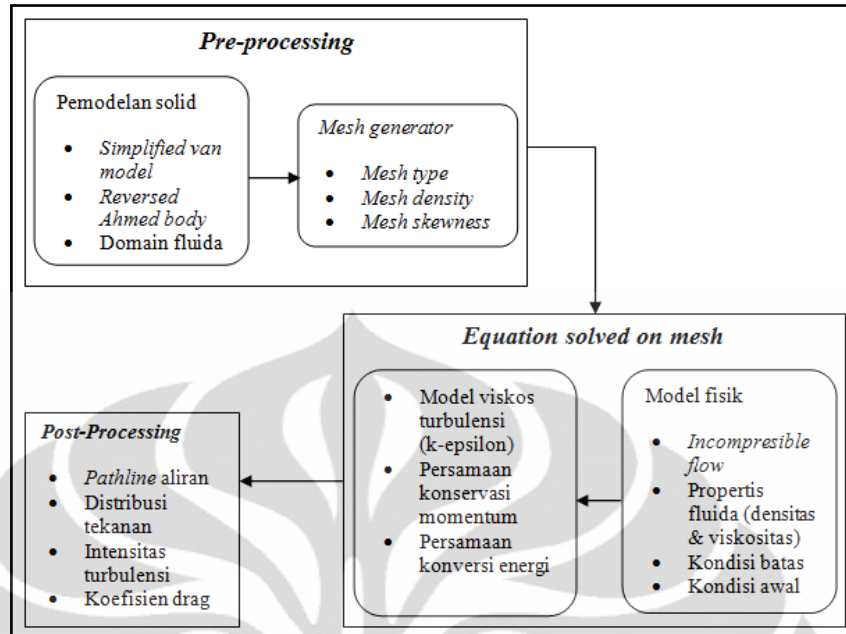 Pre-processing
Pemodelan solid
• Simplified van
model
• Reversed
Ahmed body
• Domain fluida
Mesh generator
• Mesh type
• Mesh density
• Mesh skewness
Equation solved on mesh
Model fisik
• Incompresible
flow
• Propertis
fluida (densitas
& viskositas)
• Kondisi batas
• Kondisi awal
• Model viskos
turbulensi
(k-epsilon)
• Persamaan
konservasi
momentum
• Persamaan
konversi energi
Post-Processing
• Pathline aliran
• Distribusi
tekanan
• Intensitas
turbulensi
• Koefisien drag